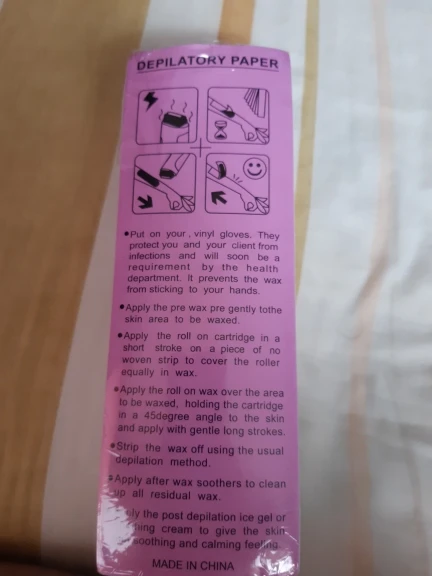 DEPILATORY PAPER
•Put on your , vinyl gloves. They
protect you and your client from
infections and will soon be a
requirement by the health
department. It prevents the wax
from sticking to your hands.
•Apply the pre wax pre gently tothe
skin area to be waxed.
•Apply the roll on cartridge in a
short stroke on a piece of no
woven strip to cover the roller
equally in wax.
•Apply the roll on wax over the area
to be waxed, holding the cartridge
in a 45degree angle to the skin
and apply with gentle long strokes.
•Strip the wax off using the usual
depilation method.
•Apply after wax soothers to clean
up all residual wax.
the post depilation ice gel or
cream to give the skin
soothing and calming feeling.
MADE IN CHINA